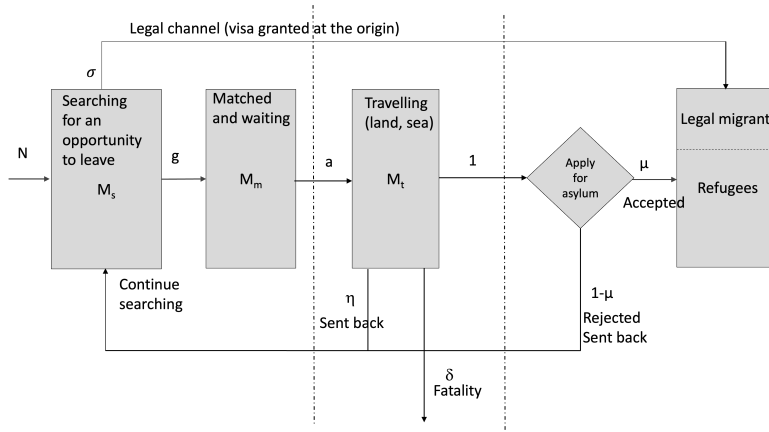 Legal channel (visa granted at the origin)
σ
N
Searching
for an
opportunity
to leave
Mₛ
g
Matched
and waiting
Mₘ
a
Travelling
(land, sea)
Mₜ
1
Apply
for
asylum
μ
Accepted
Legal migrant
Refugees
Continue
searching
η
Sent back
δ
Fatality
1-μ
Rejected
Sent back